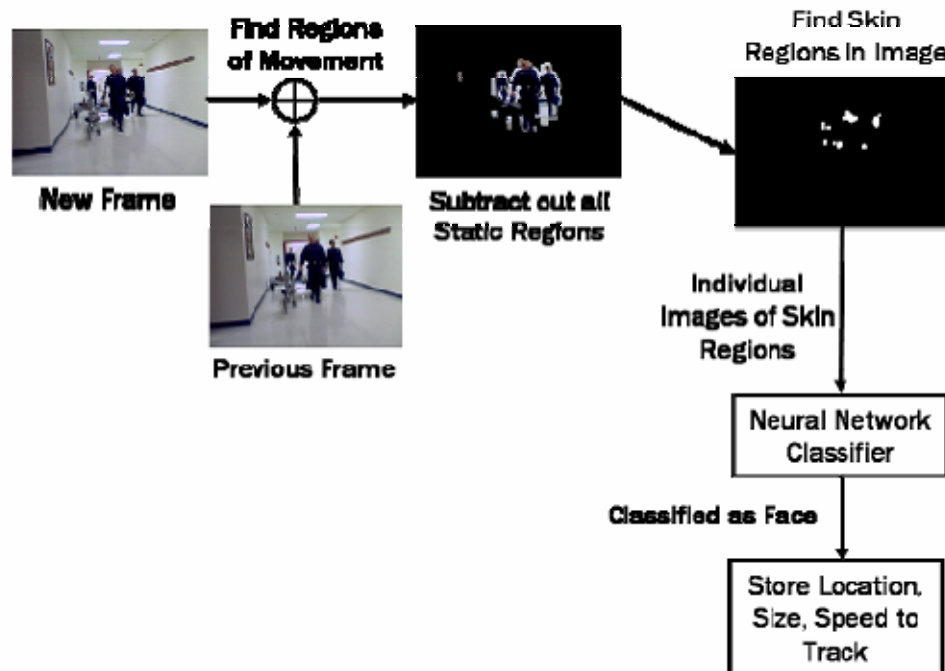 Find Regions
of Movement
New Frame
Previous Frame
Subtract out all
Static Regions
Find Skin
Regions in Image
Individual
Images of Skin
Regions
Neural Network
Classifier
Classified as Face
Store Location,
Size, Speed to
Track